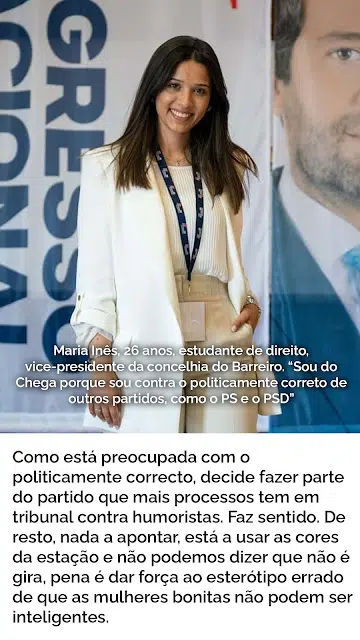 GRESSO
CIONAL
Maria Inês, 26 anos, estudante de direito,
vice-presidente da concelhia do Barreiro. “Sou do
Chega porque sou contra o politicamente correto de
outros partidos, como o PS e o PSD”
Como está preocupada com o
politicamente correcto, decide fazer parte
do partido que mais processos tem em
tribunal contra humoristas. Faz sentido. De
resto, nada a apontar, está a usar as cores
da estação e não podemos dizer que não é
gira, pena é dar força ao esterótipo errado
de que as mulheres bonitas não podem ser
inteligentes.